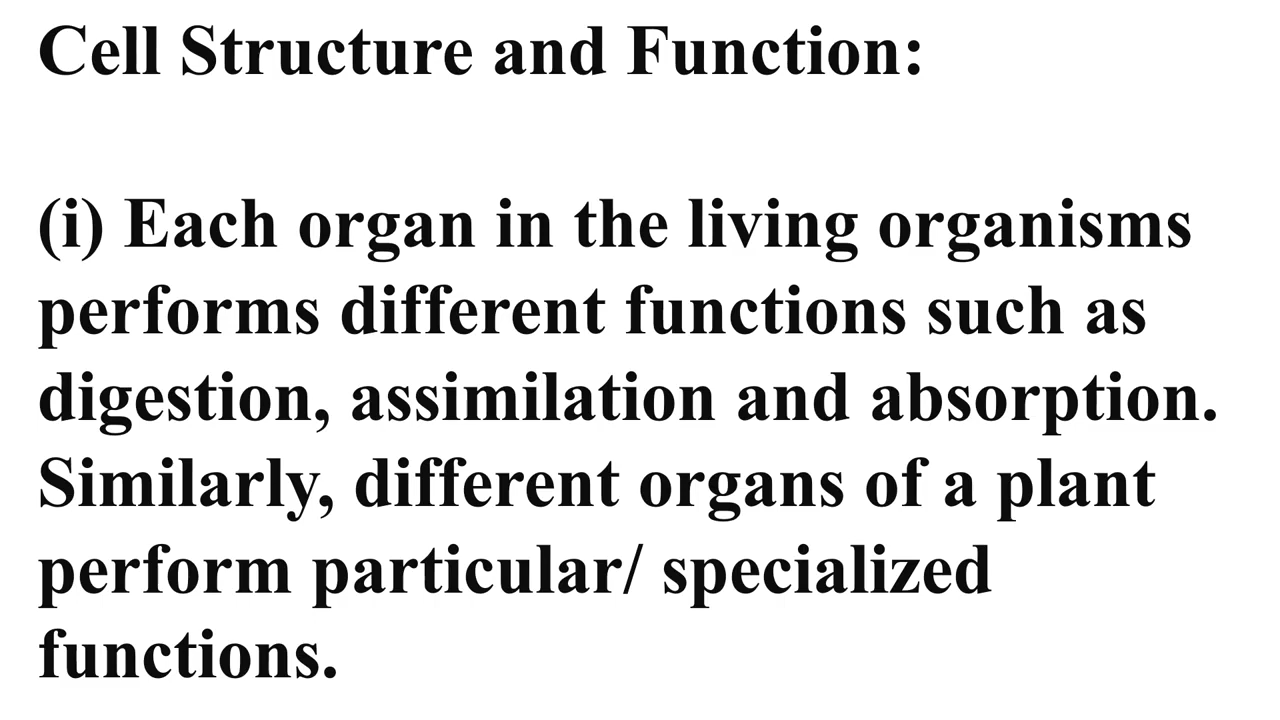 Cell Structure and Function:
(i) Each organ in the living organisms
performs different functions such as
digestion, assimilation and absorption.
Similarly, different organs of a plant
perform particular/ specialized
functions.